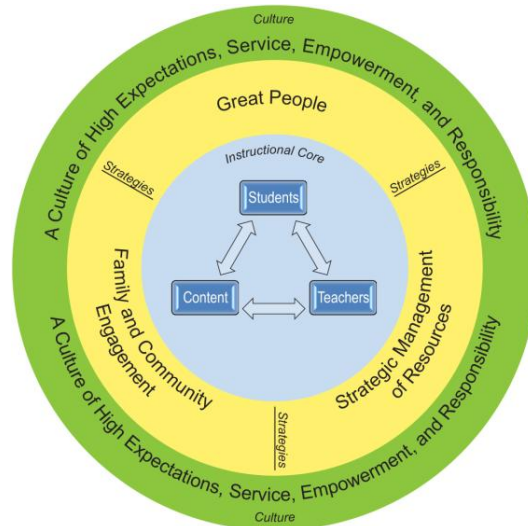 Culture
A Culture of High Expectations, Service, Empowerment, and Responsibility
Great People
Strategies
Strategies
Instructional Core
Students
Content
Teachers
Family and Community
Engagement
Strategic Management
of Resources
Strategies
A Culture of High Expectations, Service, Empowerment, and Responsibility
Culture